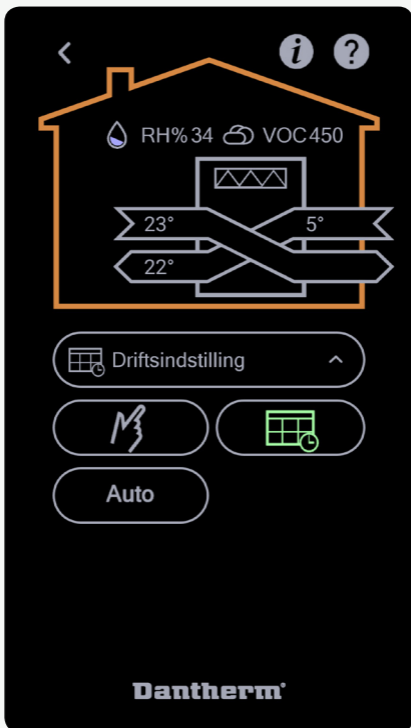 i ?
RH% 34 VOC 450
23° 5°
22°
Driftsindstilling
Auto
Dantherm®